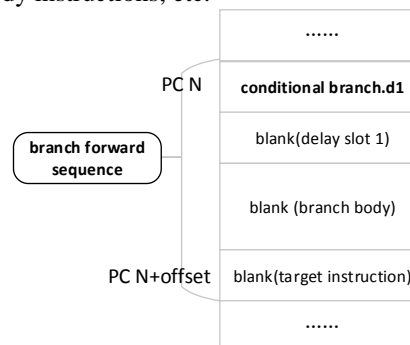 dy instructions, etc.
......
PC N
conditional branch.d1
blank(delay slot 1)
branch forward
sequence
blank (branch body)
PC N+offset
blank(target instruction)
......